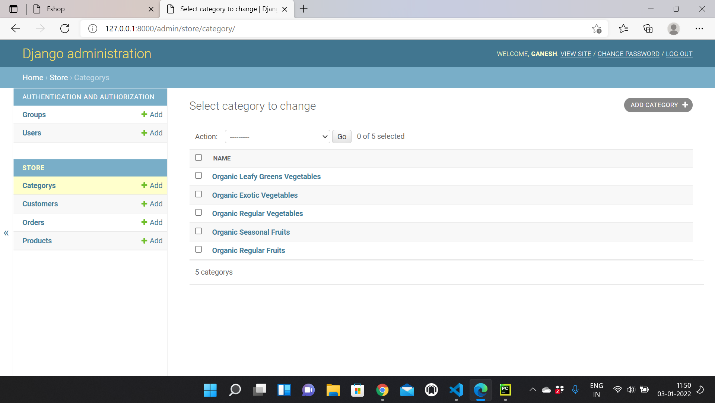 Eshop
Select category to change | Djan
127.0.0.1:8000/admin/store/category/
Django administration
WELCOME, GANESH. VIEW SITE / CHANGE PASSWORD / LOG OUT
Home › Store › Categorys
AUTHENTICATION AND AUTHORIZATION
Groups + Add
Users + Add
STORE
Categorys + Add
Customers + Add
Orders + Add
Products + Add
«
Select category to change
ADD CATEGORY +
Action: --------- Go 0 of 5 selected
NAME
Organic Leafy Greens Vegetables
Organic Exotic Vegetables
Organic Regular Vegetables
Organic Seasonal Fruits
Organic Regular Fruits
5 categorys
ENG
IN
11:50
03-01-2022